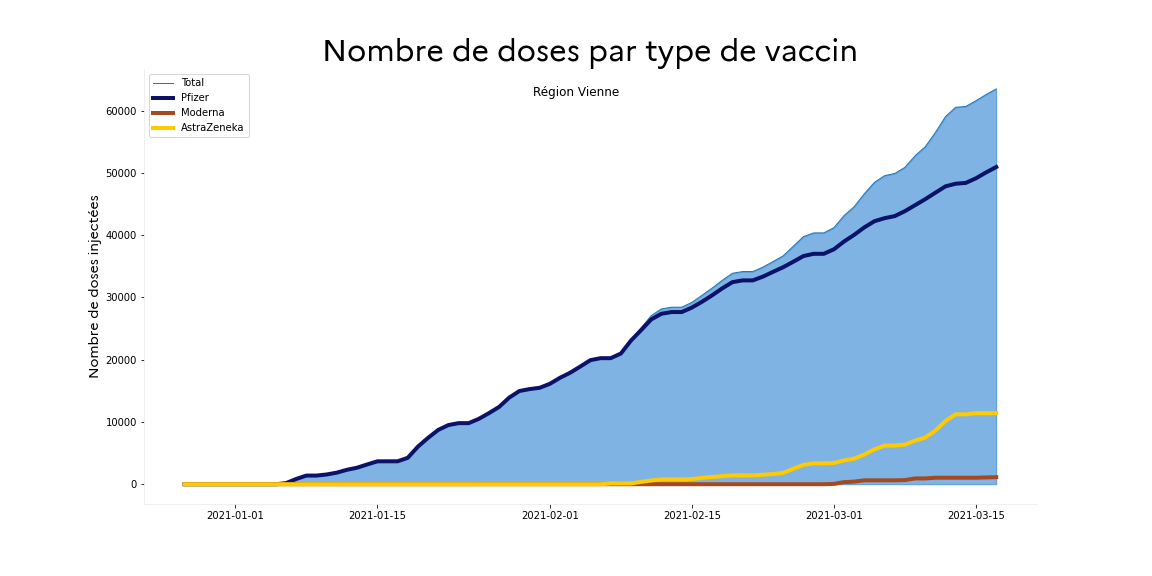 Nombre de doses par type de vaccin
Région Vienne
Total
Pfizer
Moderna
AstraZeneka
Nombre de doses injectées
60000
50000
40000
30000
20000
10000
0
2021-01-01
2021-01-15
2021-02-01
2021-02-15
2021-03-01
2021-03-15